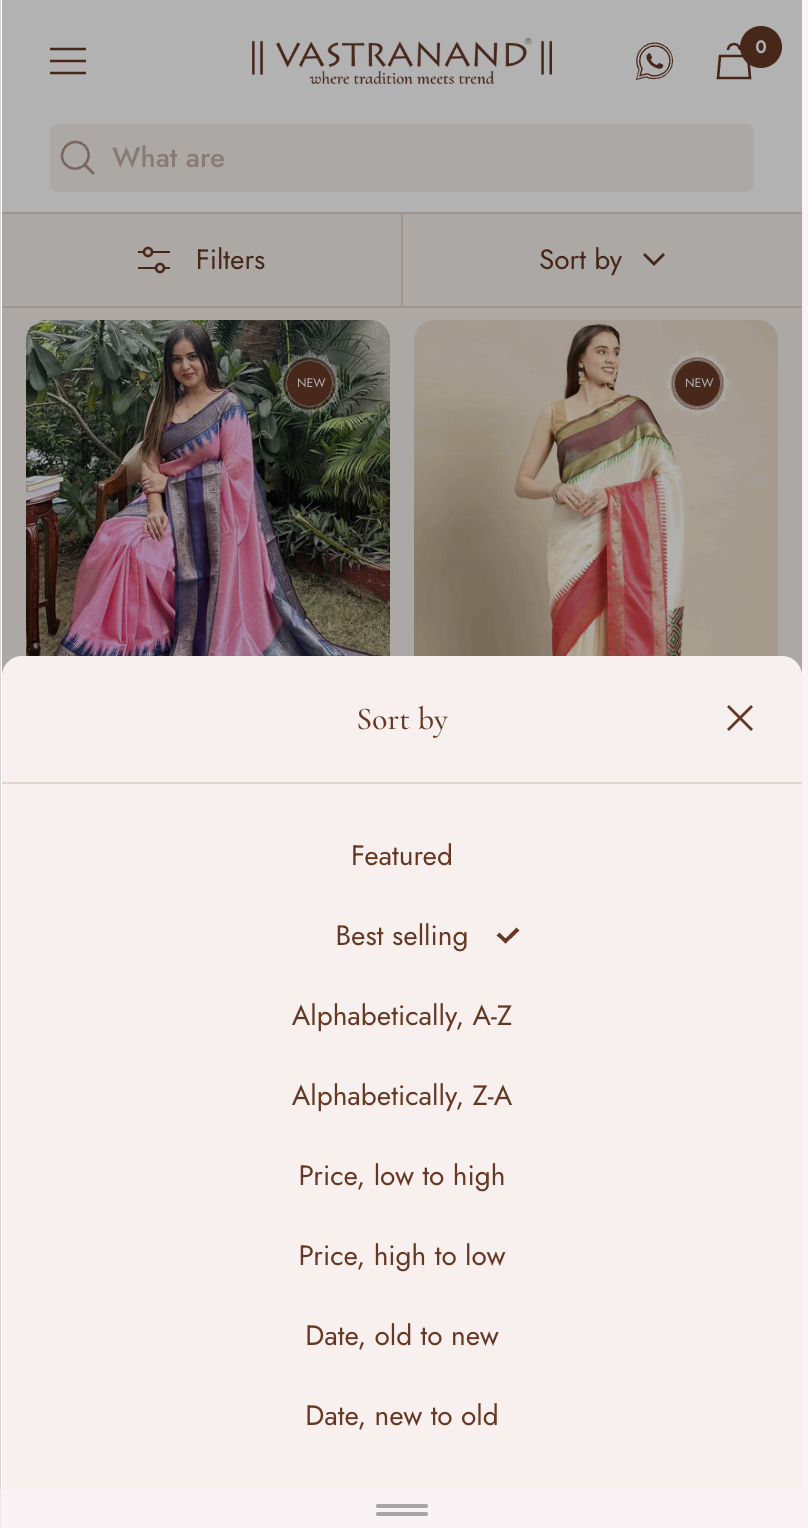 || VASTRANAND® ||
where tradition meets trend
0
What are
Filters
Sort by
NEW
NEW
Sort by
Featured
Best selling
Alphabetically, A-Z
Alphabetically, Z-A
Price, low to high
Price, high to low
Date, old to new
Date, new to old